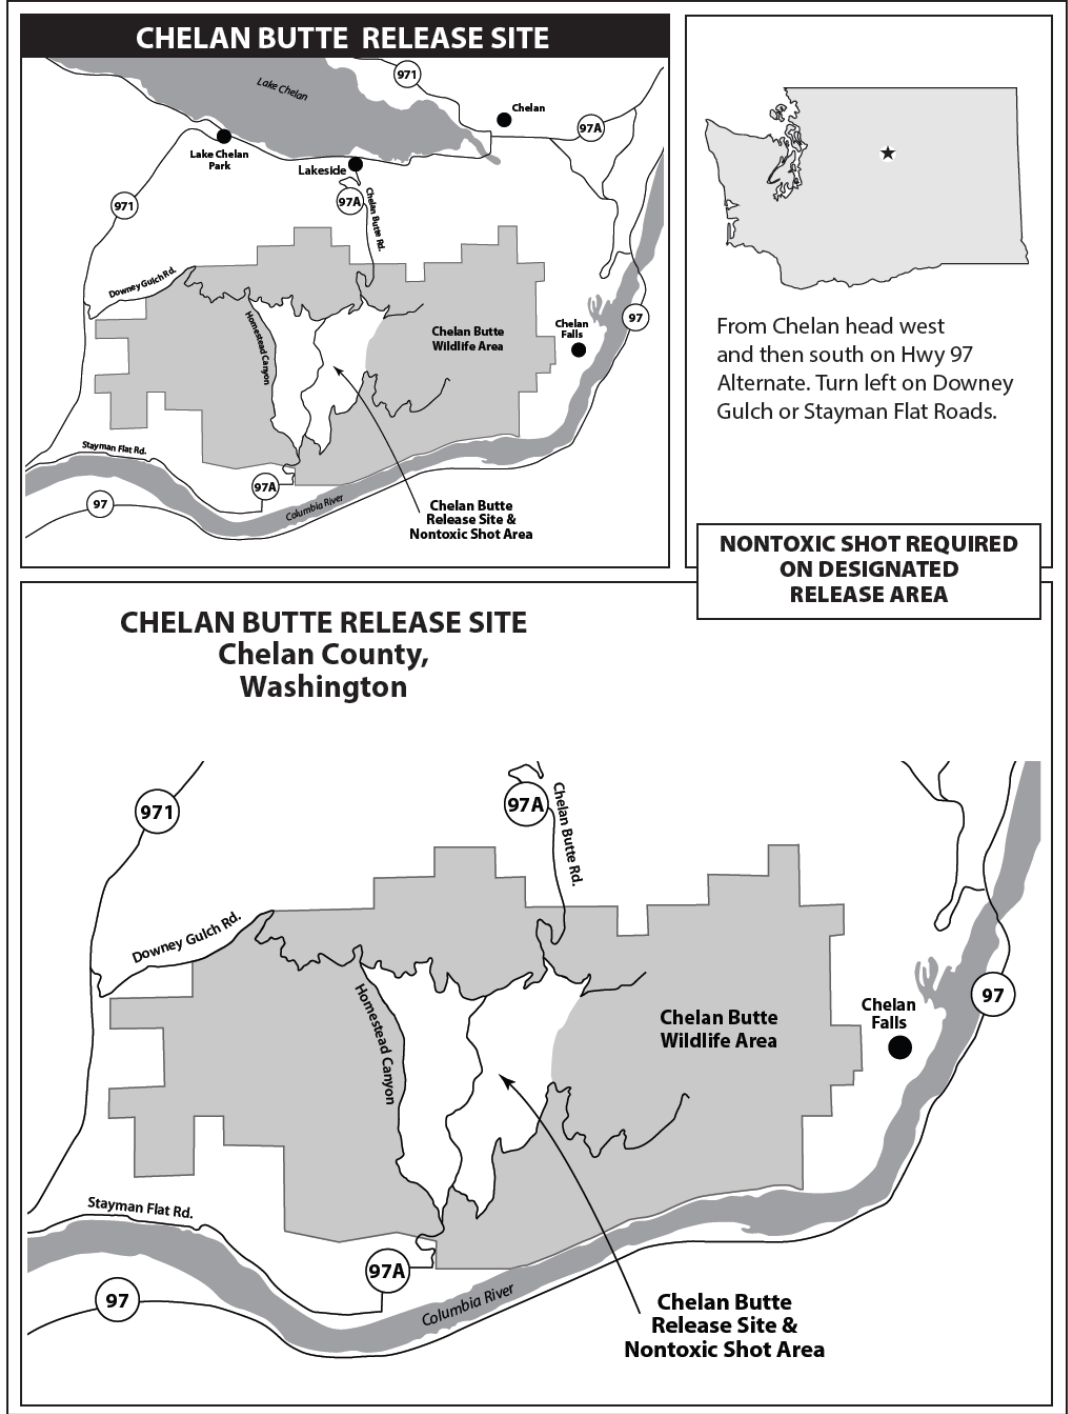 CHELAN BUTTE RELEASE SITE
Lake Chelan
971
Chelan
97A
Lake Chelan
Park
Lakeside
971
97A
Chelan Butte Rd.
Downey Gulch Rd.
Homestead Canyon
Chelan Butte
Wildlife Area
Chelan
Falls
97
Stayman Flat Rd.
97A
97
Columbia River
Chelan Butte
Release Site &
Nontoxic Shot Area
From Chelan head west
and then south on Hwy 97
Alternate. Turn left on Downey
Gulch or Stayman Flat Roads.
NONTOXIC SHOT REQUIRED
ON DESIGNATED
RELEASE AREA
CHELAN BUTTE RELEASE SITE
Chelan County,
Washington
971
97A
Chelan Butte Rd.
Downey Gulch Rd.
Homestead Canyon
Chelan Butte
Wildlife Area
Chelan
Falls
97
Stayman Flat Rd.
97A
97
Columbia River
Chelan Butte
Release Site &
Nontoxic Shot Area